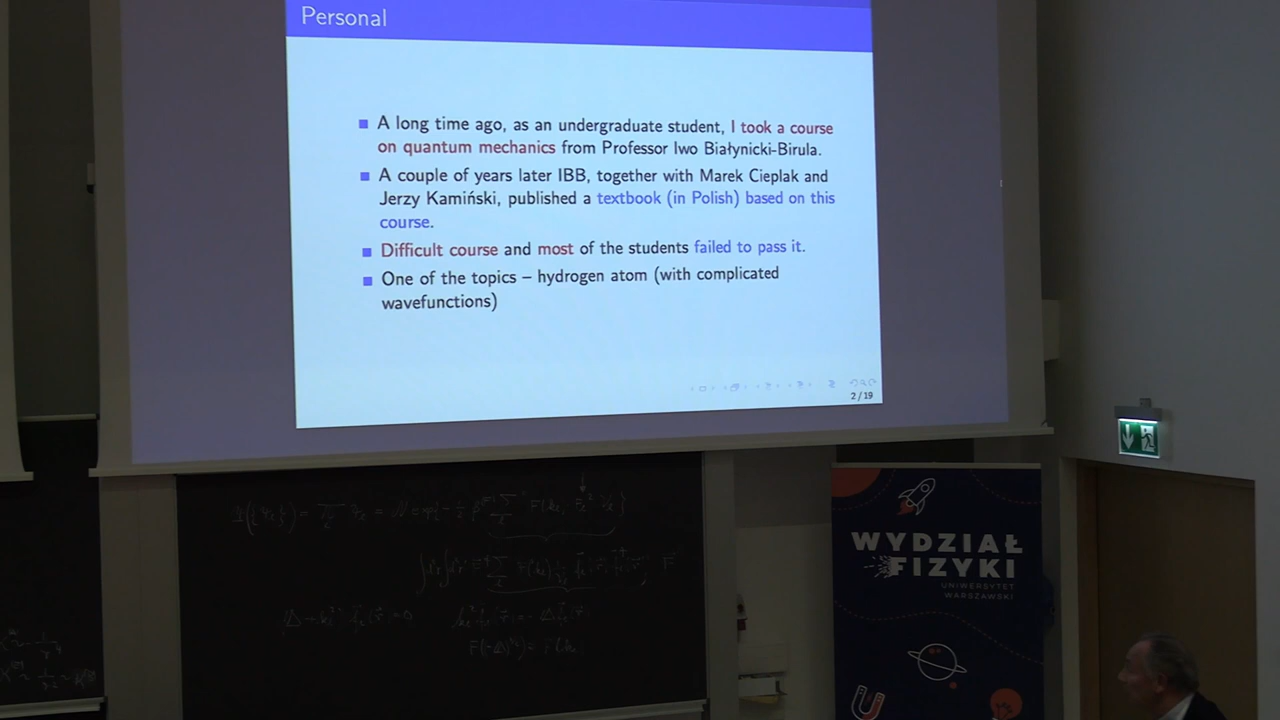 Personal
A long time ago, as an undergraduate student, I took a course
on quantum mechanics from Professor Iwo Białynicki-Birula.
A couple of years later IBB, together with Marek Cieplak and
Jerzy Kamiński, published a textbook (in Polish) based on this
course.
Difficult course and most of the students failed to pass it.
One of the topics – hydrogen atom (with complicated
wavefunctions)
2 / 19
WYDZIAŁ
FIZYKI
UNIWERSYTET
WARSZAWSKI